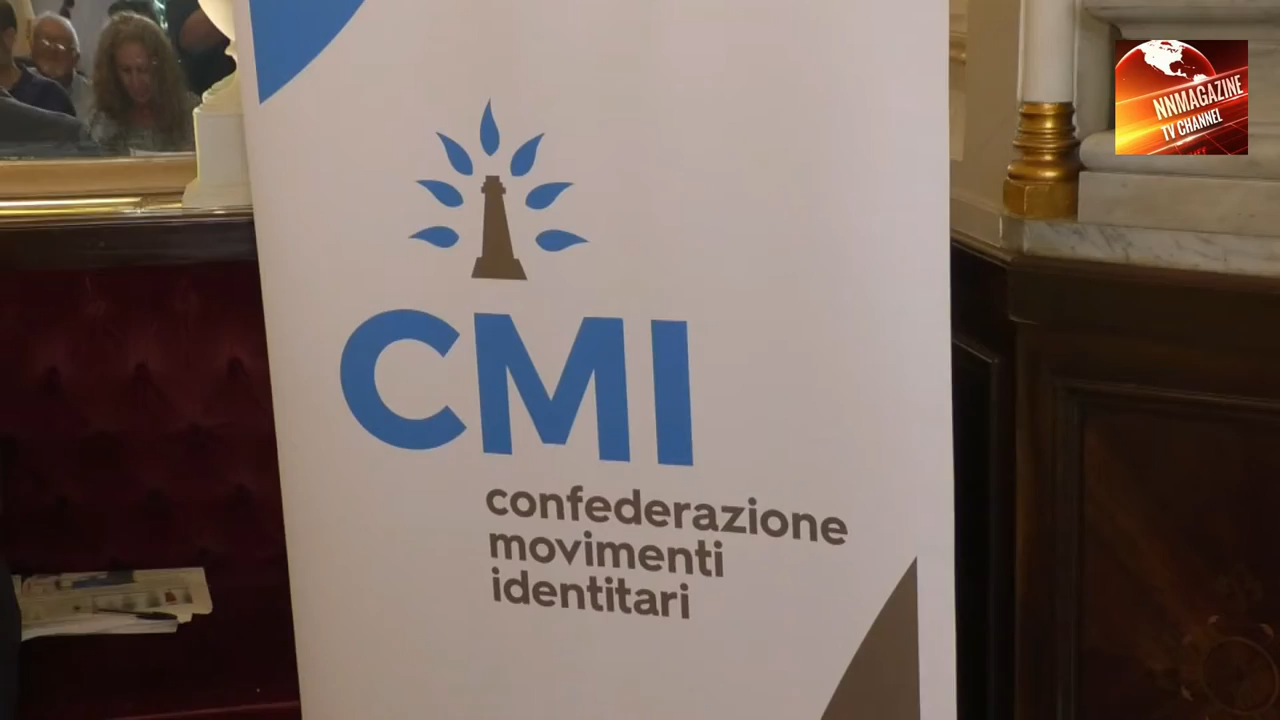 NNMAGAZINE
TV CHANNEL
CMI
confederazione
movimenti
identitari